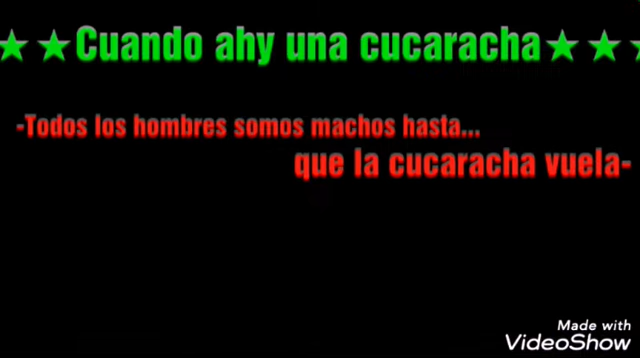 ★★Cuando ahy una cucaracha★★★
-Todos los hombres somos machos hasta...
que la cucaracha vuela-
Made with
VideoShow